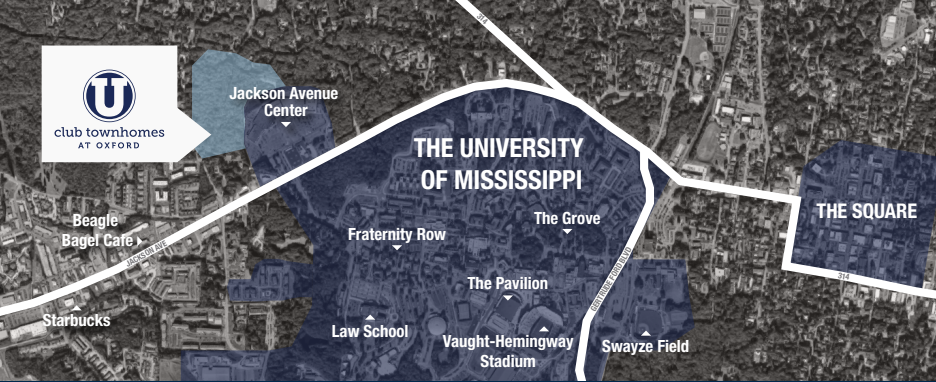 314
U
club townhomes
AT OXFORD
Jackson Avenue
Center
THE UNIVERSITY
OF MISSISSIPPI
THE SQUARE
The Grove
Beagle
Bagel Cafe
Fraternity Row
JACKSON AVE
GERTRUDE FORD BLVD
314
The Pavilion
Starbucks
Law School
Vaught-Hemingway
Stadium
Swayze Field